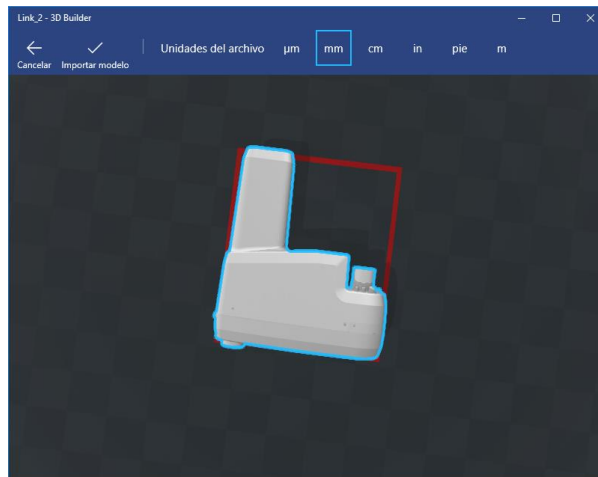 Link_2 - 3D Builder
Unidades del archivo µm mm cm in pie m
Cancelar Importar modelo